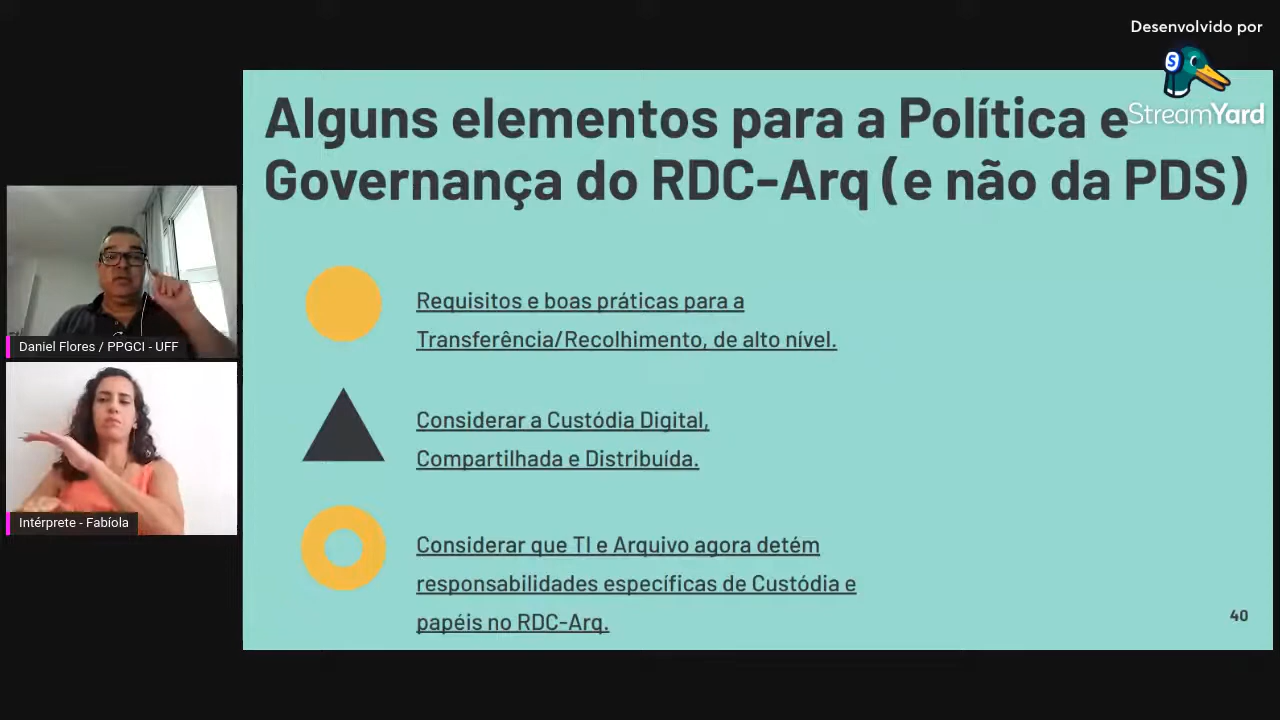 Desenvolvido por
StreamYard
Alguns elementos para a Política e
Governança do RDC-Arq (e não da PDS)
Requisitos e boas práticas para a
Transferência/Recolhimento, de alto nível.
Considerar a Custódia Digital,
Compartilhada e Distribuída.
Considerar que TI e Arquivo agora detém
responsabilidades específicas de Custódia e
papéis no RDC-Arq.
40
Daniel Flores / PPGCI - UFF
Intérprete - Fabíola